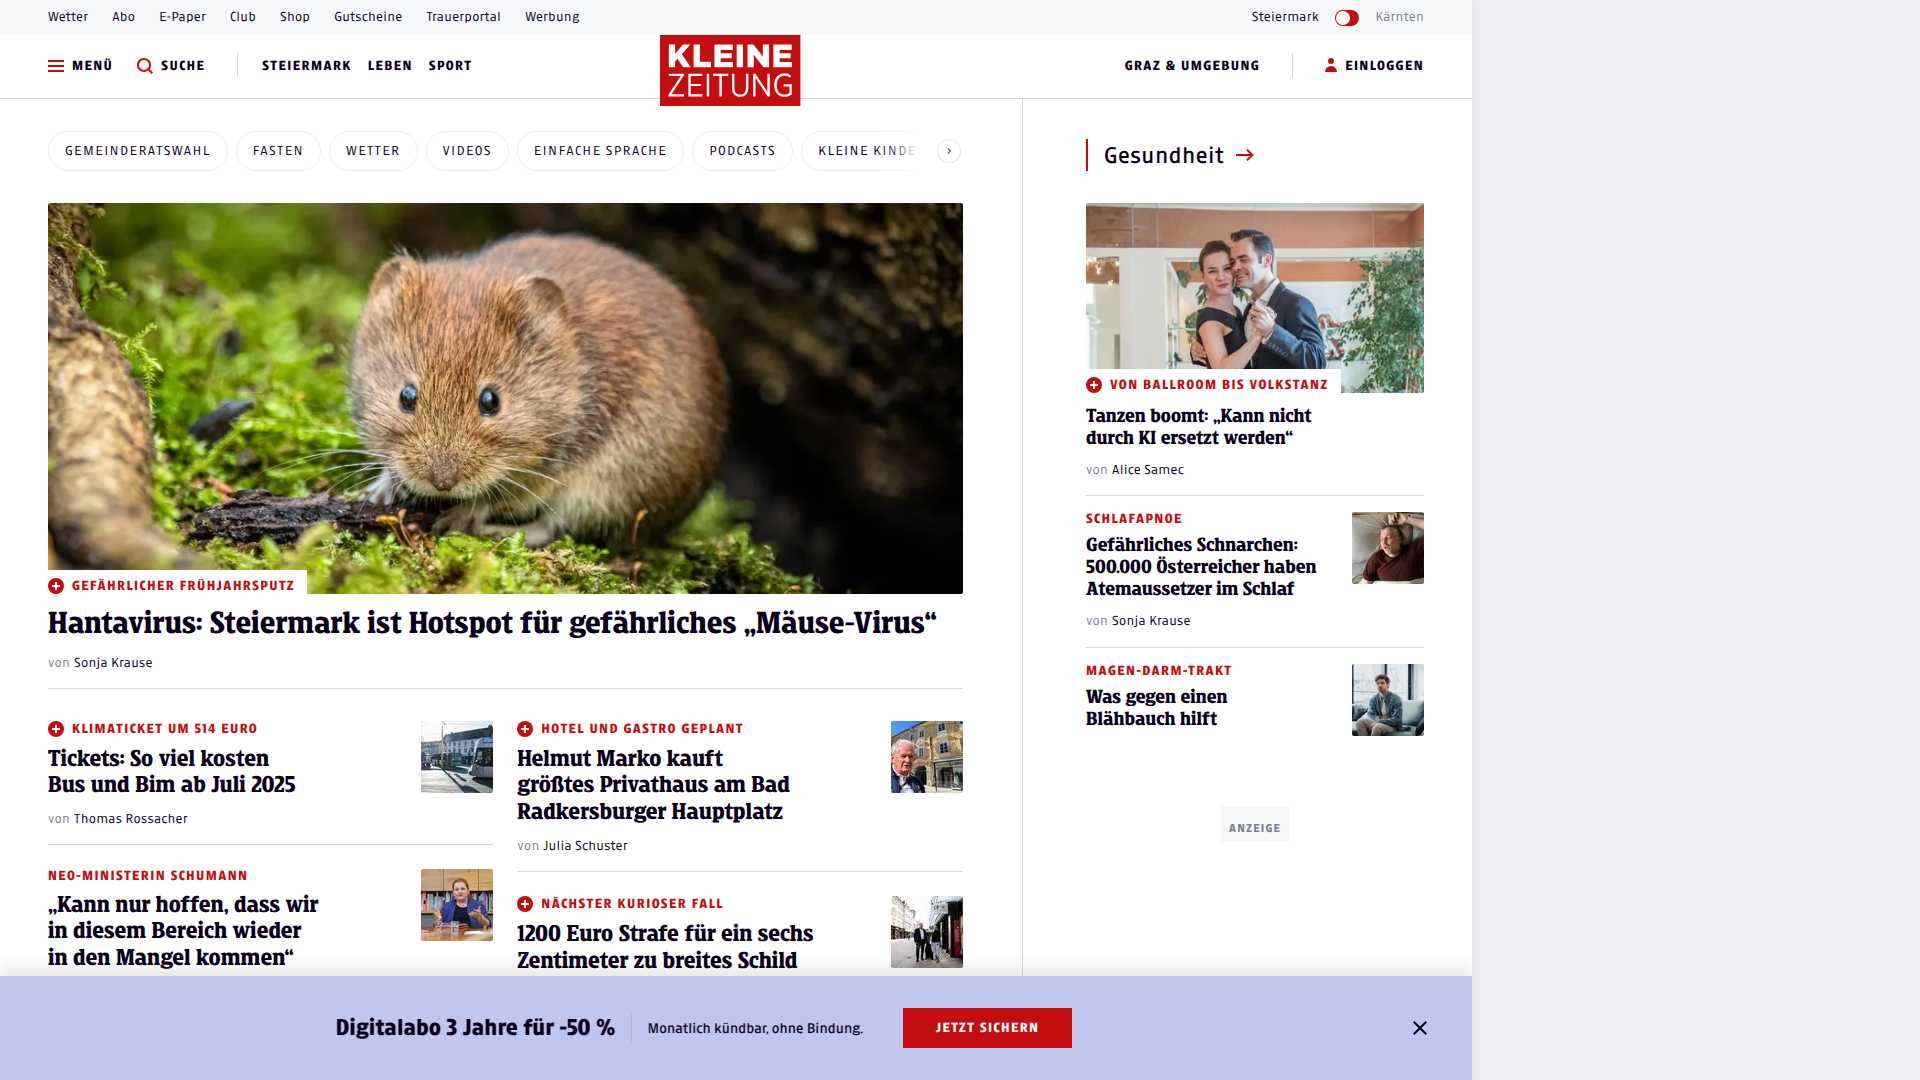 Wetter Abo E-Paper Club Shop Gutscheine Trauerportal Werbung Steiermark Kärnten
MENÜ SUCHE STEIERMARK LEBEN SPORT KLEINE ZEITUNG GRAZ & UMGEBUNG EINLOGGEN
GEMEINDERATSWAHL FASTEN WETTER VIDEOS EINFACHE SPRACHE PODCASTS KLEINE KINDE
GEFÄHRLICHER FRÜHJAHRSPUTZ
Hantavirus: Steiermark ist Hotspot für gefährliches „Mäuse-Virus“
von Sonja Krause
KLIMATICKET UM 514 EURO
Tickets: So viel kosten
Bus und Bim ab Juli 2025
von Thomas Rossacher
NEO-MINISTERIN SCHUMANN
„Kann nur hoffen, dass wir
in diesem Bereich wieder
in den Mangel kommen“
HOTEL UND GASTRO GEPLANT
Helmut Marko kauft
größtes Privathaus am Bad
Radkersburger Hauptplatz
von Julia Schuster
NÄCHSTER KURIOSER FALL
1200 Euro Strafe für ein sechs
Zentimeter zu breites Schild
Gesundheit
VON BALLROOM BIS VOLKSTANZ
Tanzen boomt: „Kann nicht
durch KI ersetzt werden“
von Alice Samec
SCHLAFAPNOE
Gefährliches Schnarchen:
500.000 Österreicher haben
Atemaussetzer im Schlaf
von Sonja Krause
MAGEN-DARM-TRAKT
Was gegen einen
Blähbauch hilft
ANZEIGE
Digitalabo 3 Jahre für -50 % Monatlich kündbar, ohne Bindung. JETZT SICHERN